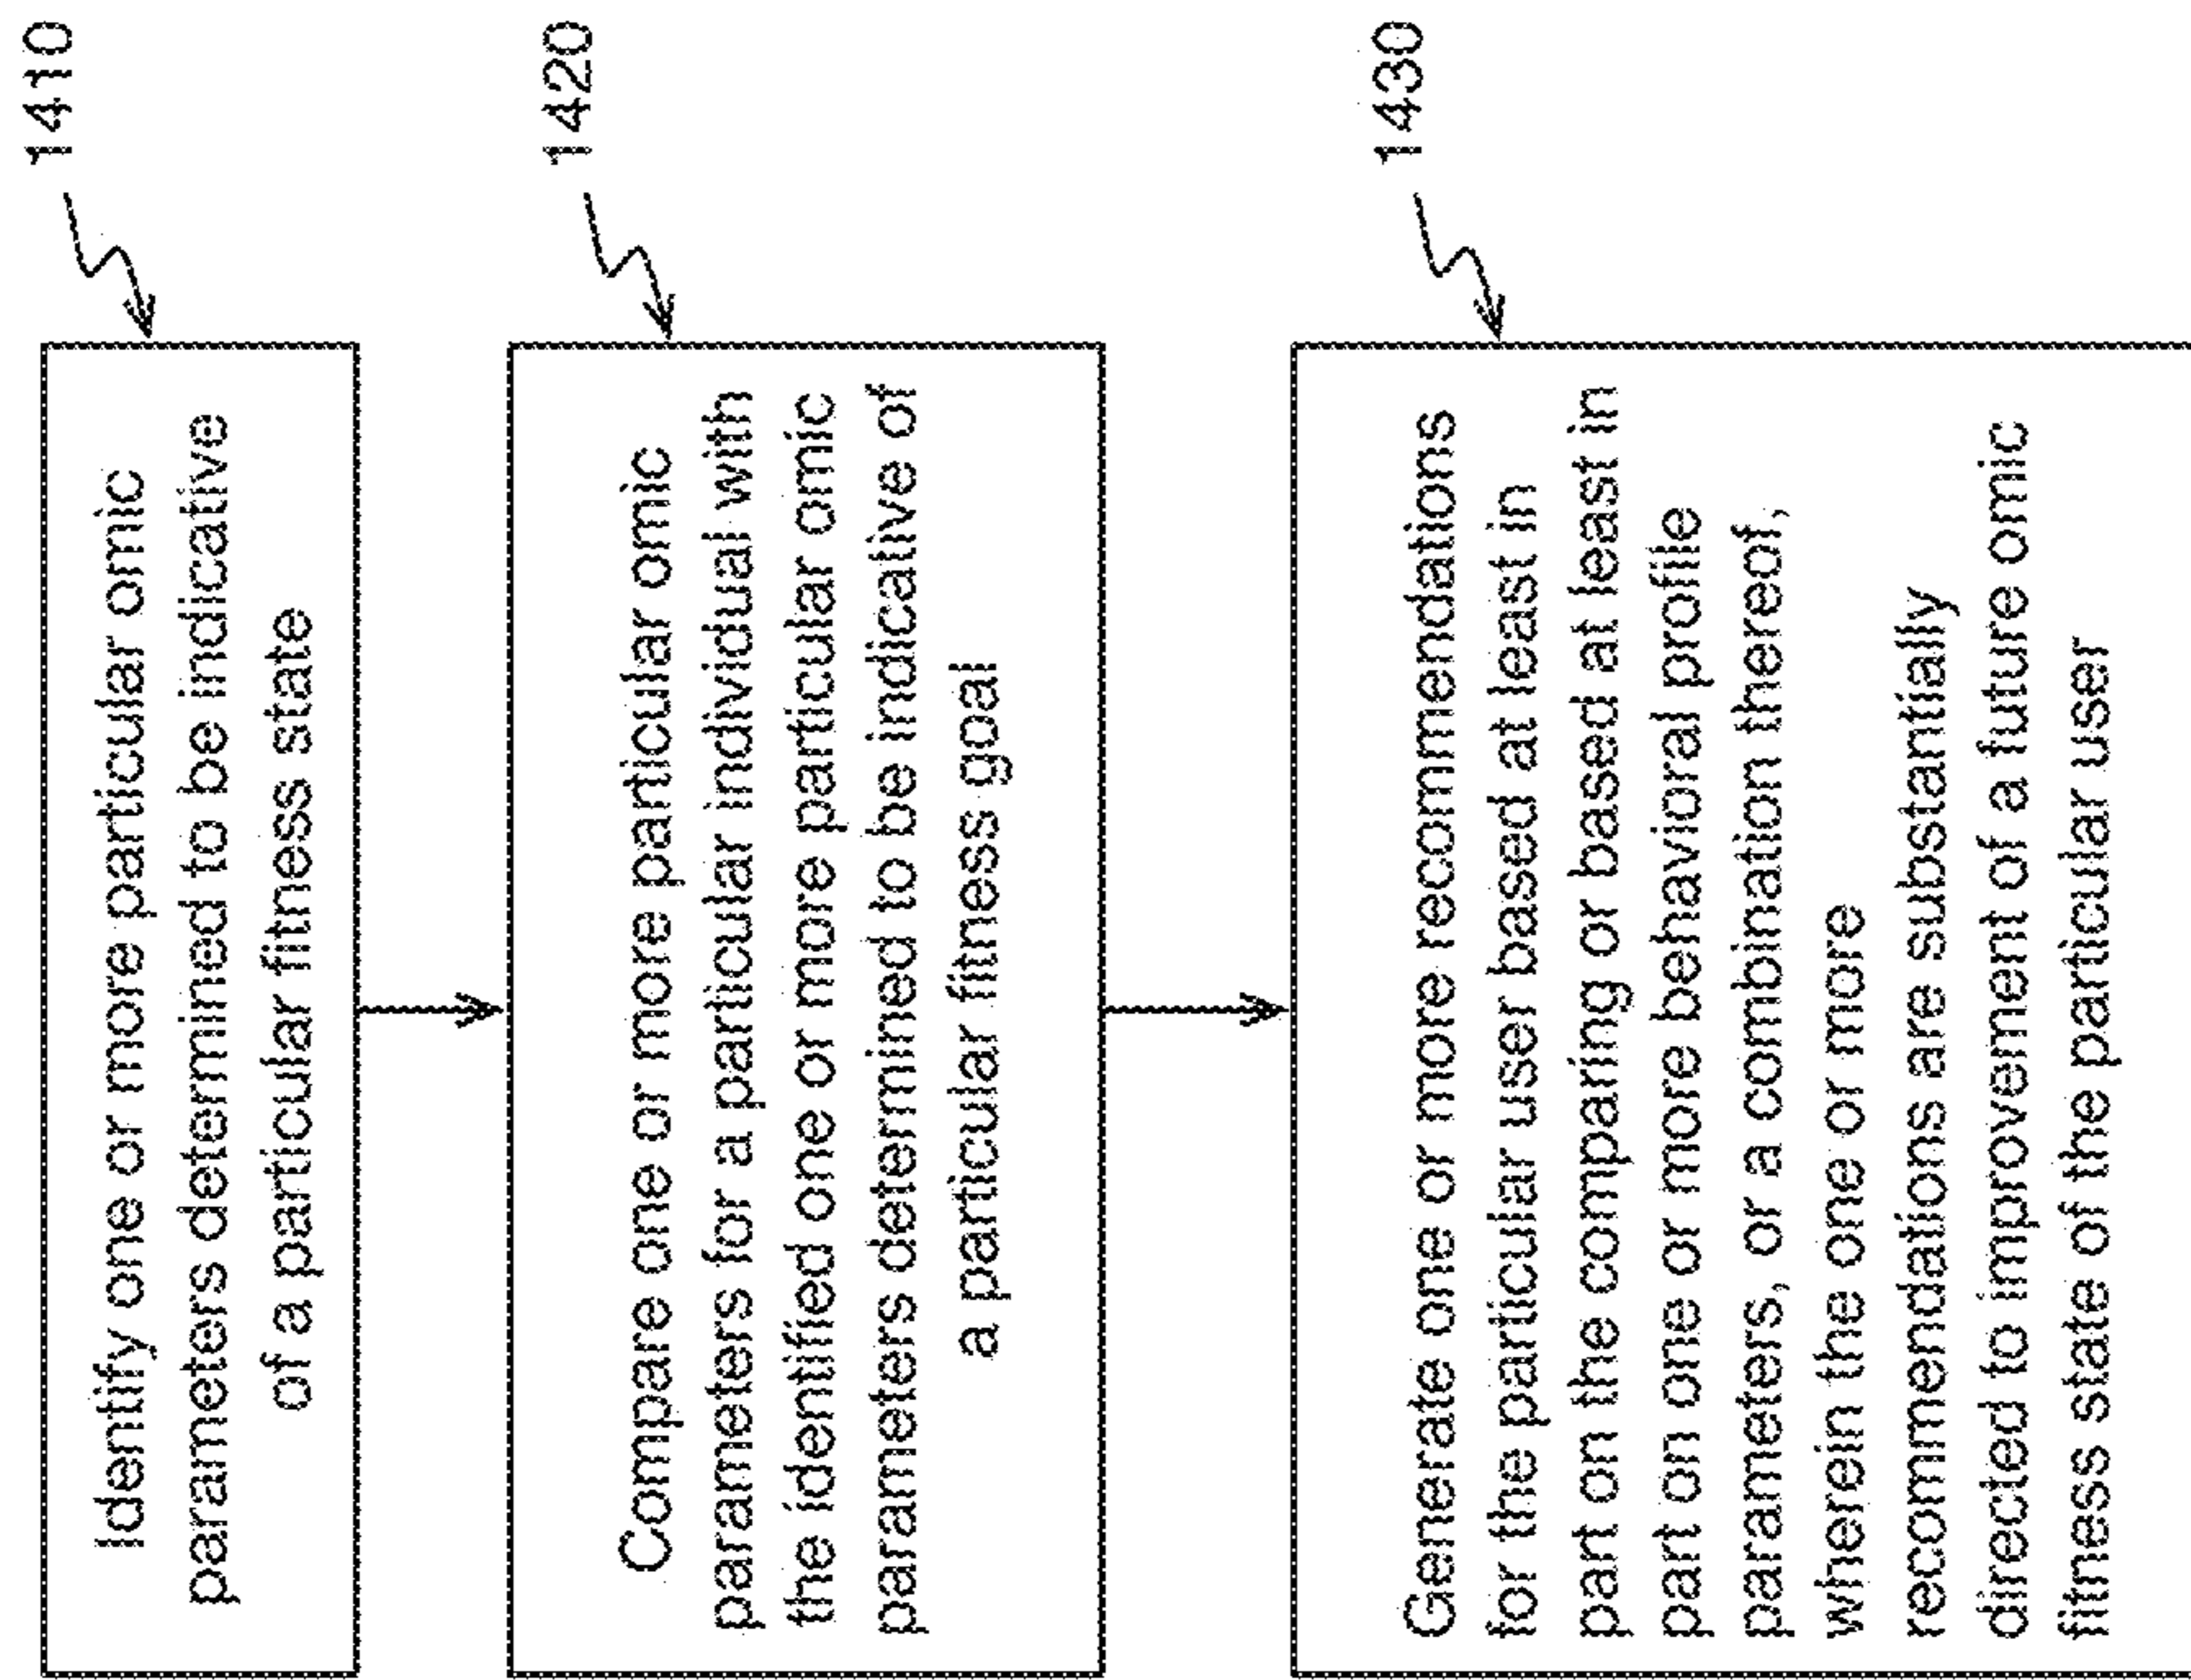 Identify one or more particular omic
parameters determined to be indicative
of a particular fitness state
1410
Compare one or more particular omic
parameters for a particular individual with
the identified one or more particular omic
parameters determined to be indicative of
a particular fitness goal
1420
Generate one or more recommendations
for the particular user based at least in
part on the comparing or based at least in
part on one or more behavioral profile
parameters, or a combination thereof,
wherein the one or more
recommendations are substantially
directed to improvement of a future omic
fitness state of the particular user
1430